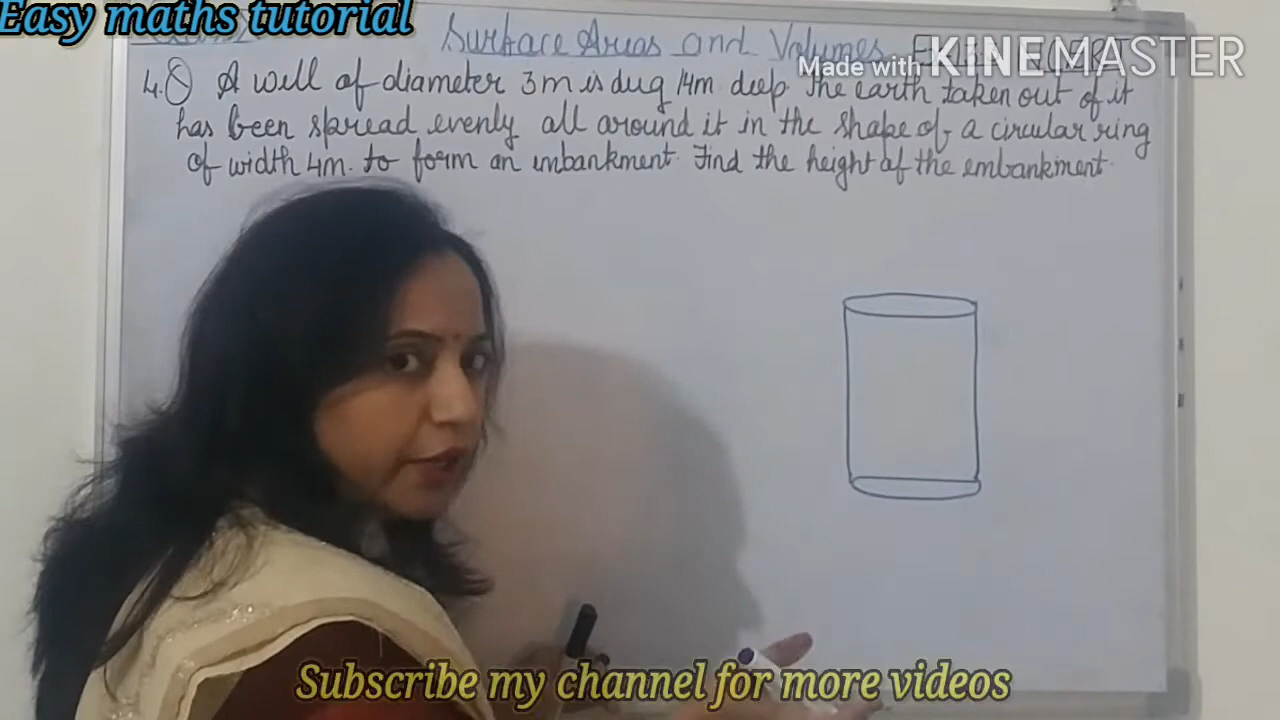 Easy maths tutorial
Surface Areas and Volumes
Made with KINEMASTER
4.Q A well of diameter 3m is dug 14m deep. The earth taken out of it
has been spread evenly all around it in the shape of a circular ring
of width 4m. to form an embankment. Find the height of the embankment.
Subscribe my channel for more videos